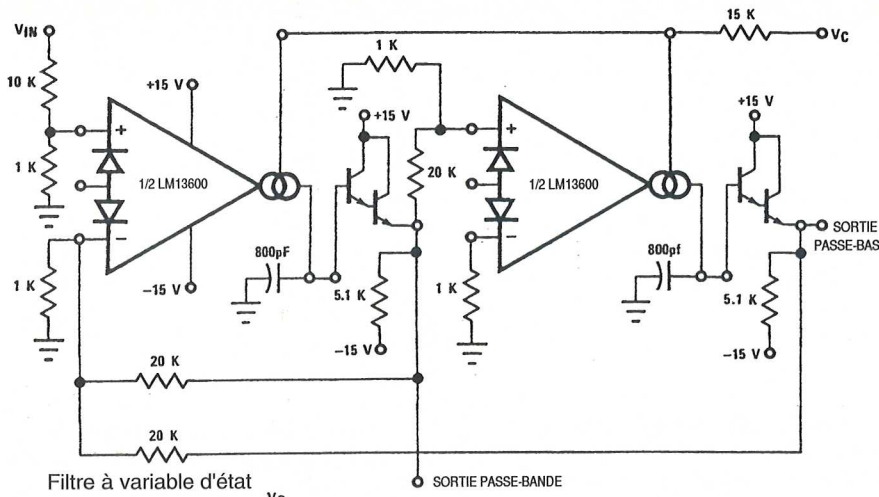 VIN
15 K
VC
1 K
10 K
+15 V
+15 V
+15 V
+
+
1 K
1/2 LM13600
20 K
1/2 LM13600
–
–
SORTIE
PASSE-BAS
800pF
800pf
1 K
–15 V
5.1 K
1 K
5.1 K
–15 V
–15 V
20 K
20 K
Filtre à variable d'état
SORTIE PASSE-BANDE